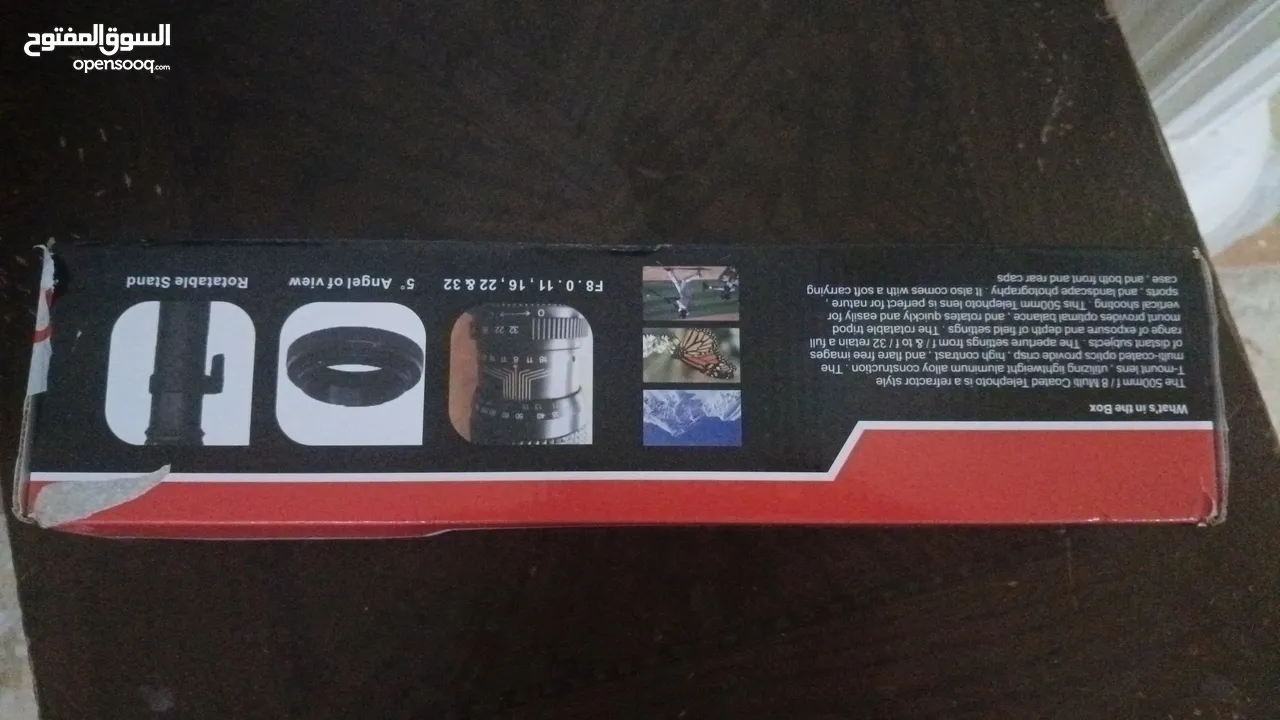 السوق المفتوح
opensooq.com
What's in the Box
The 500mm f / 8 Multi Coated Telephoto is a refractor style
T-mount lens , utilizing lightweight aluminum alloy construction . The
multi-coated optics provide crisp , high contrast , and flare free images
of distant subjects . The aperture settings from f / 8 to f / 32 retain a full
range of exposure and depth of field settings . The rotatable tripod
mount provides optimal balance , and rotates quickly and easily for
vertical shooting . This 500mm Telephoto lens is perfect for nature ,
sports , and landscape photography . It also comes with a soft carrying
case , and both front and rear caps
F8 . 0 . 11 , 16 , 22 & 32
5° Angel of view
Rotatable Stand